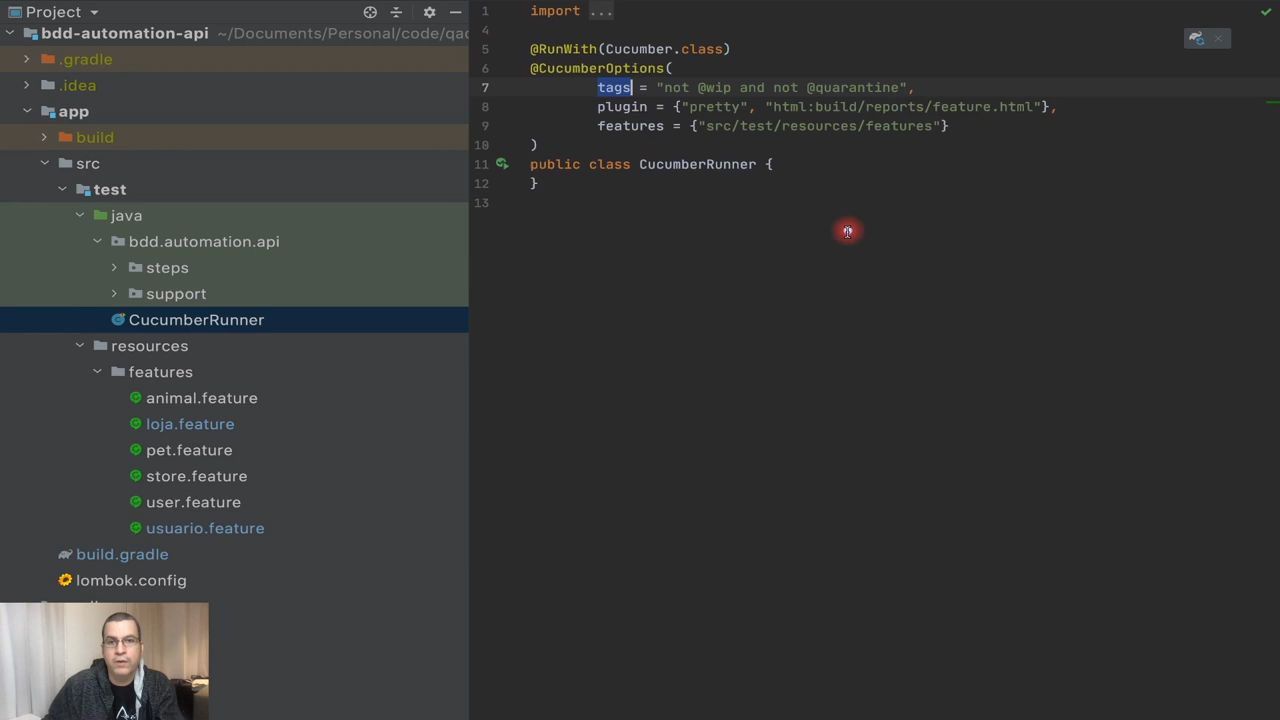 Project
bdd-automation-api ~/Documents/Personal/code/qac
.gradle
.idea
app
build
src
test
java
bdd.automation.api
steps
support
CucumberRunner
resources
features
animal.feature
loja.feature
pet.feature
store.feature
user.feature
usuario.feature
build.gradle
lombok.config
1 import ...
4
5 @RunWith(Cucumber.class)
6 @CucumberOptions(
7 tags = "not @wip and not @quarantine",
8 plugin = {"pretty", "html:build/reports/feature.html"},
9 features = {"src/test/resources/features"}
10 )
11 public class CucumberRunner {
12 }
13